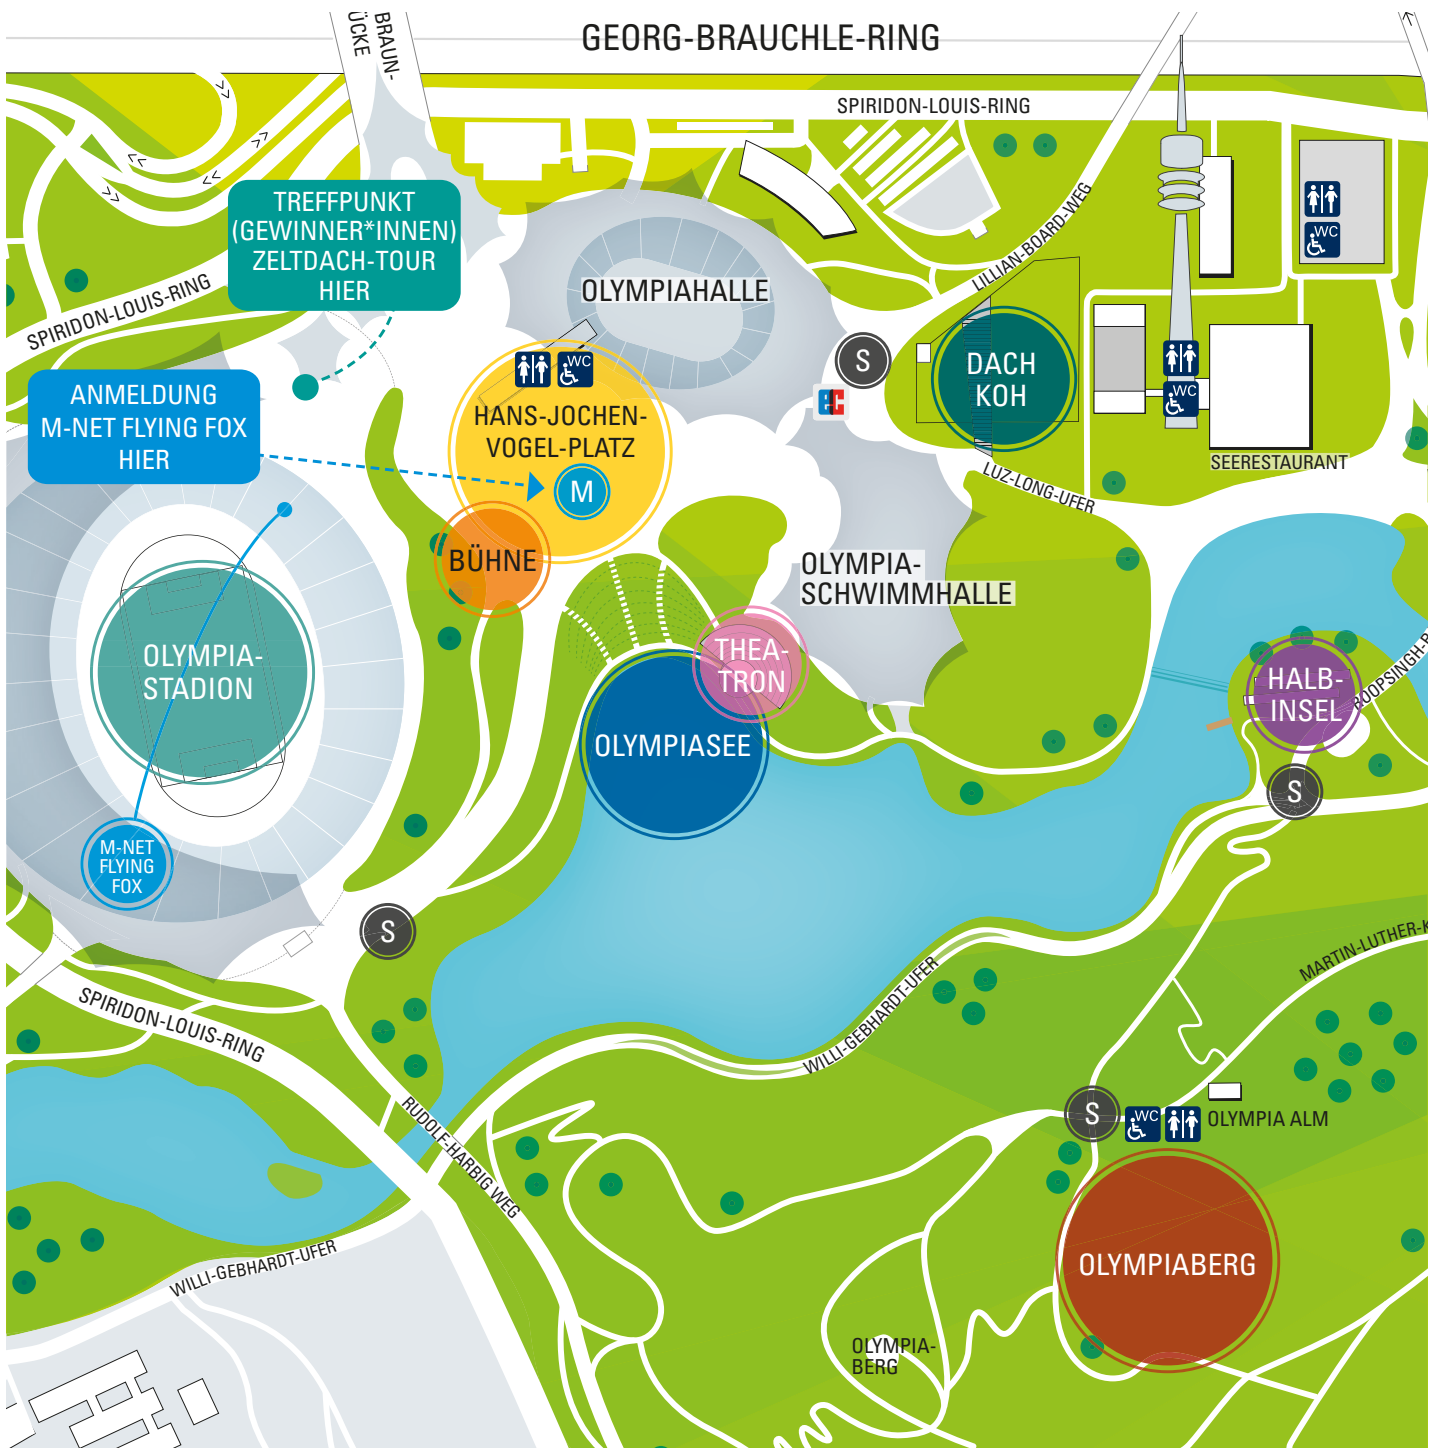 GEORG-BRAUCHLE-RING
BRAUN-
ÜCKE
SPIRIDON-LOUIS-RING
TREFFPUNKT
(GEWINNER*INNEN)
ZELTDACH-TOUR
HIER
LILLIAN-BOARD-WEG
WC
SPIRIDON-LOUIS-RING
OLYMPIAHALLE
S
DACH
KOH
WC
WC
ec
ANMELDUNG
M-NET FLYING FOX
HIER
HANS-JOCHEN-
VOGEL-PLATZ
M
SEERESTAURANT
LUZ-LONG-UFER
BÜHNE
OLYMPIA-
SCHWIMMHALLE
OLYMPIA-
STADION
THEA-
TRON
HALB-
INSEL
ROOPSINGH-B
OLYMPIASEE
S
M-NET
FLYING
FOX
S
MARTIN-LUTHER-K
WILLI-GEBHARDT-UFER
SPIRIDON-LOUIS-RING
RUDOLF-HARBIG WEG
S
WC
OLYMPIA ALM
WILLI-GEBHARDT-UFER
OLYMPIABERG
OLYMPIA-
BERG